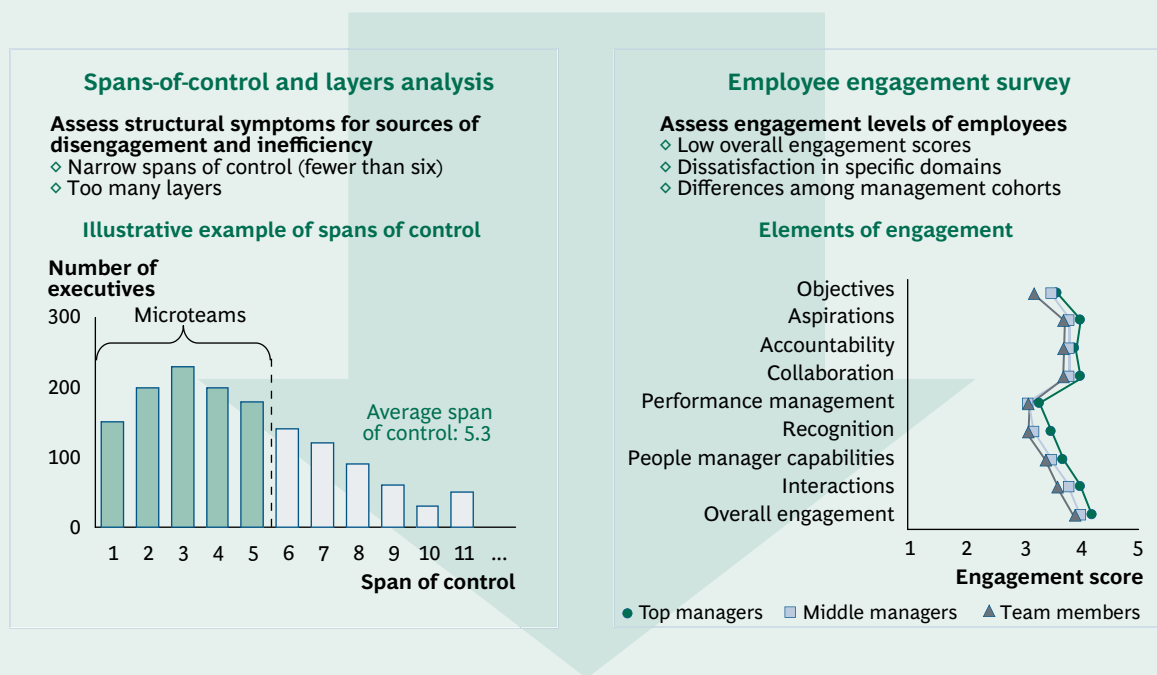 Spans-of-control and layers analysis
Assess structural symptoms for sources of
disengagement and inefficiency
Narrow spans of control (fewer than six)
Too many layers
Illustrative example of spans of control
Number of
executives
300
200
100
0
Microteams
Average span
of control: 5.3
1 2 3 4 5 6 7 8 9 10 11 ...
Span of control
Employee engagement survey
Assess engagement levels of employees
Low overall engagement scores
Dissatisfaction in specific domains
Differences among management cohorts
Elements of engagement
Objectives
Aspirations
Accountability
Collaboration
Performance management
Recognition
People manager capabilities
Interactions
Overall engagement
1 2 3 4 5
Engagement score
Top managers Middle managers Team members